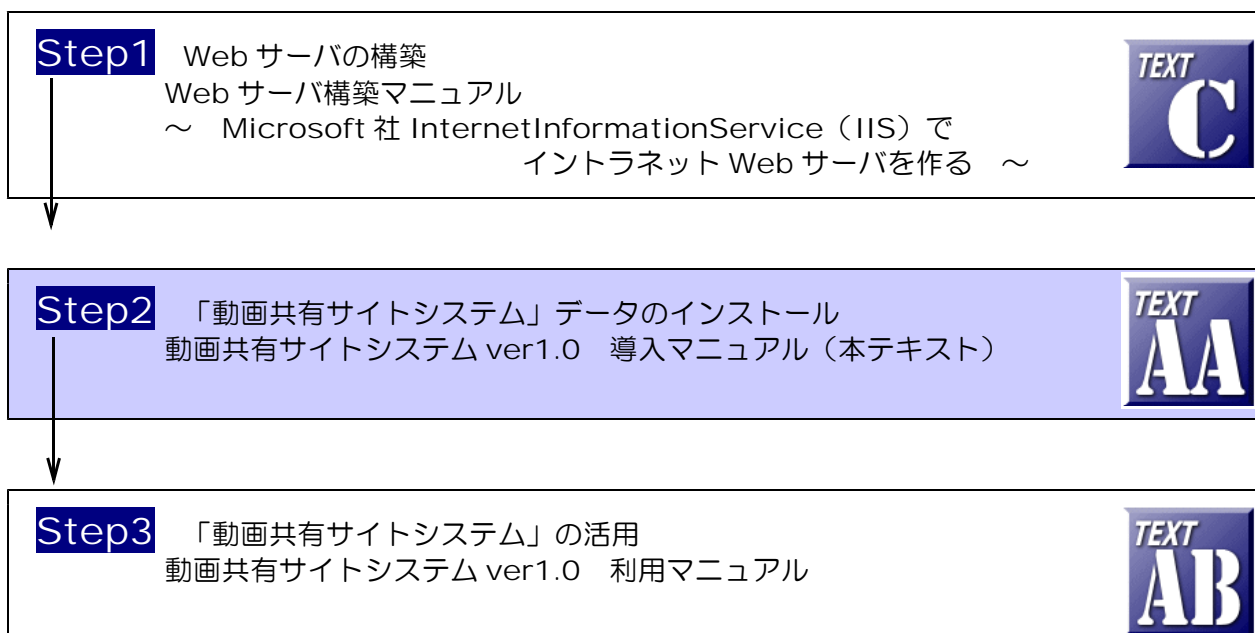 Step1 Web サーバの構築
Web サーバ構築マニュアル
～ Microsoft 社 InternetInformationService（IIS）で
イントラネット Web サーバを作る ～
TEXT
C
Step2 「動画共有サイトシステム」データのインストール
動画共有サイトシステム ver1.0 導入マニュアル（本テキスト）
TEXT
AA
Step3 「動画共有サイトシステム」の活用
動画共有サイトシステム ver1.0 利用マニュアル
TEXT
AB